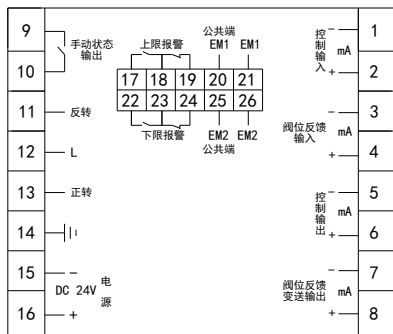 9
手动状态
输出
10
11 反转
12 L
13 正转
14
15 −
DC 24V 电源
16 +
公共端
上限报警 EM1 EM1
17 18 19 20 21
22 23 24 25 26
下限报警 EM2 EM2
公共端
− 1
控制输入 mA
+ 2
− 3
阀位反馈
输入
mA
+ 4
− 5
控制输出 mA
+ 6
− 7
阀位反馈
变送输出
mA
+ 8